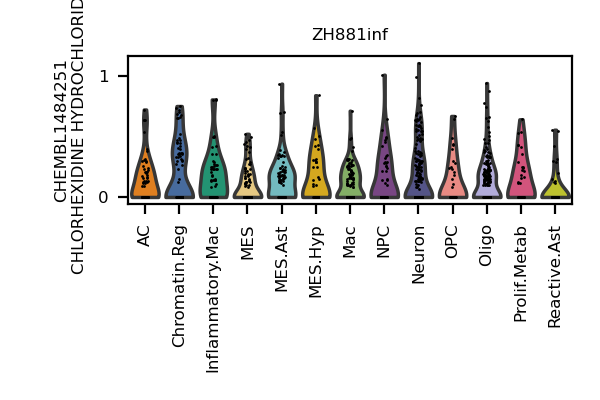 ZH881inf
CHEMBL1484251
CHLORHEXIDINE HYDROCHLORID
1
0
AC
Chromatin.Reg
Inflammatory.Mac
MES
MES.Ast
MES.Hyp
Mac
NPC
Neuron
OPC
Oligo
Prolif.Metab
Reactive.Ast